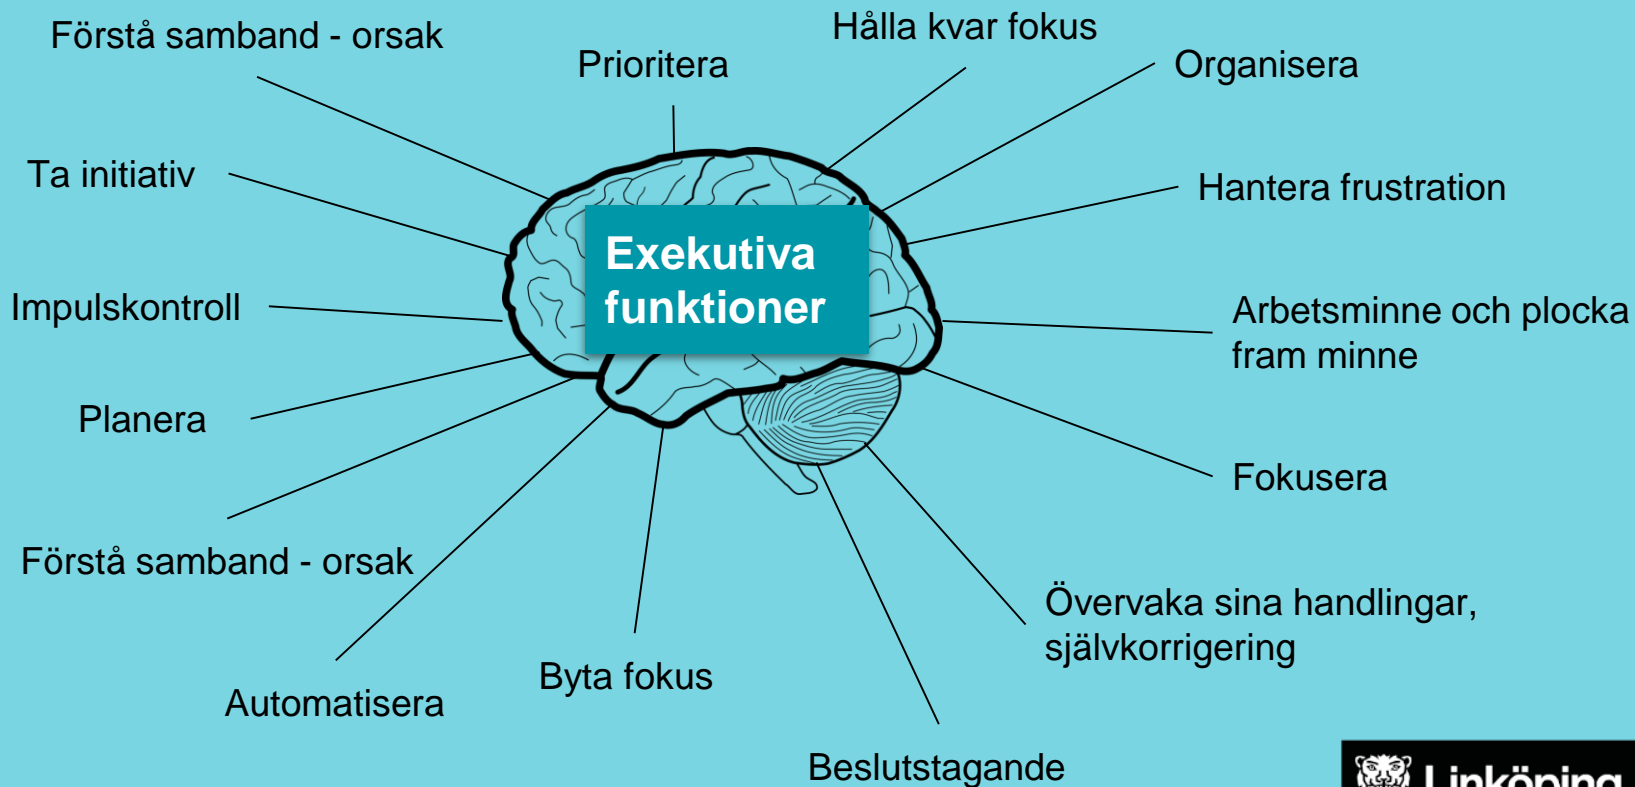 Förstå samband - orsak
Prioritera
Hålla kvar fokus
Organisera
Ta initiativ
Hantera frustration
Exekutiva
funktioner
Impulskontroll
Arbetsminne och plocka
fram minne
Planera
Fokusera
Förstå samband - orsak
Övervaka sina handlingar,
självkorrigering
Byta fokus
Automatisera
Beslutstagande
Linköping